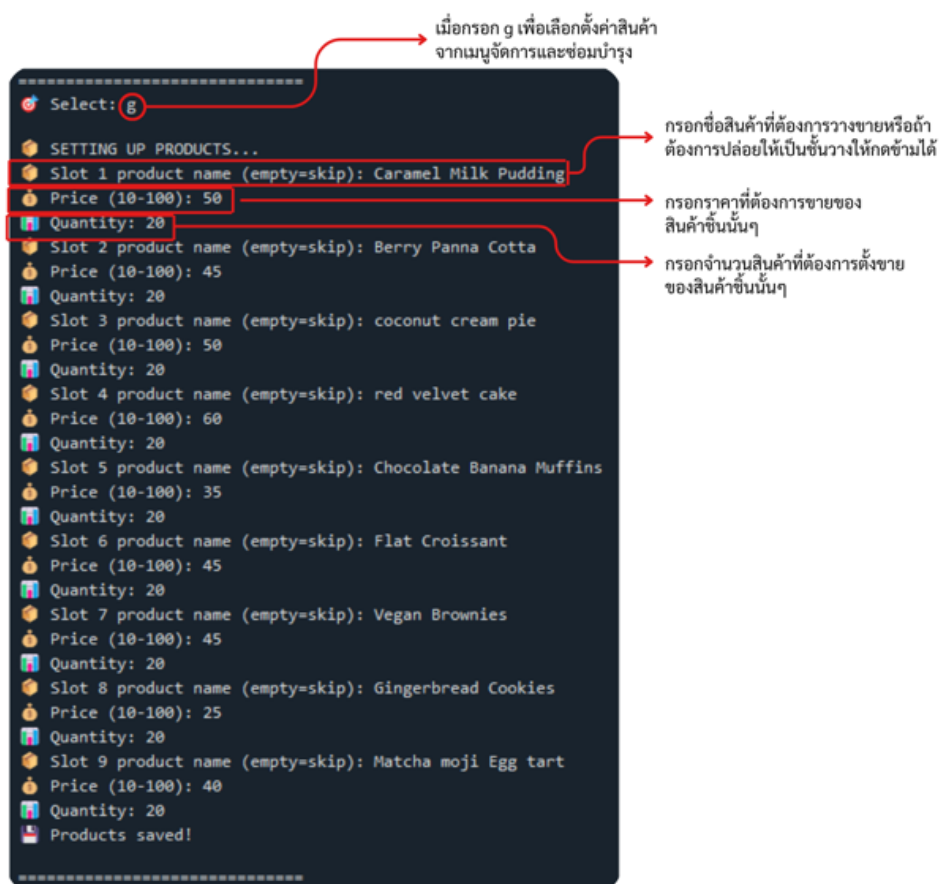 เมื่อกรอก g เพื่อเลือกตั้งค่าสินค้า
จากเมนูจัดการและซ่อมบำรุง
==============================
🎯 Select: g
📦 SETTING UP PRODUCTS...
📦 Slot 1 product name (empty=skip): Caramel Milk Pudding
💰 Price (10-100): 50
📊 Quantity: 20
📦 Slot 2 product name (empty=skip): Berry Panna Cotta
💰 Price (10-100): 45
📊 Quantity: 20
📦 Slot 3 product name (empty=skip): coconut cream pie
💰 Price (10-100): 50
📊 Quantity: 20
📦 Slot 4 product name (empty=skip): red velvet cake
💰 Price (10-100): 60
📊 Quantity: 20
📦 Slot 5 product name (empty=skip): Chocolate Banana Muffins
💰 Price (10-100): 35
📊 Quantity: 20
📦 Slot 6 product name (empty=skip): Flat Croissant
💰 Price (10-100): 45
📊 Quantity: 20
📦 Slot 7 product name (empty=skip): Vegan Brownies
💰 Price (10-100): 45
📊 Quantity: 20
📦 Slot 8 product name (empty=skip): Gingerbread Cookies
💰 Price (10-100): 25
📊 Quantity: 20
📦 Slot 9 product name (empty=skip): Matcha moji Egg tart
💰 Price (10-100): 40
📊 Quantity: 20
💾 Products saved!
==============================
กรอกชื่อสินค้าที่ต้องการวางขายหรือถ้า
ต้องการปล่อยให้เป็นชั้นวางให้กดข้ามได้
กรอกราคาที่ต้องการขายของ
สินค้าชิ้นนั้นๆ
กรอกจำนวนสินค้าที่ต้องการตั้งขาย
ของสินค้าชิ้นนั้นๆ